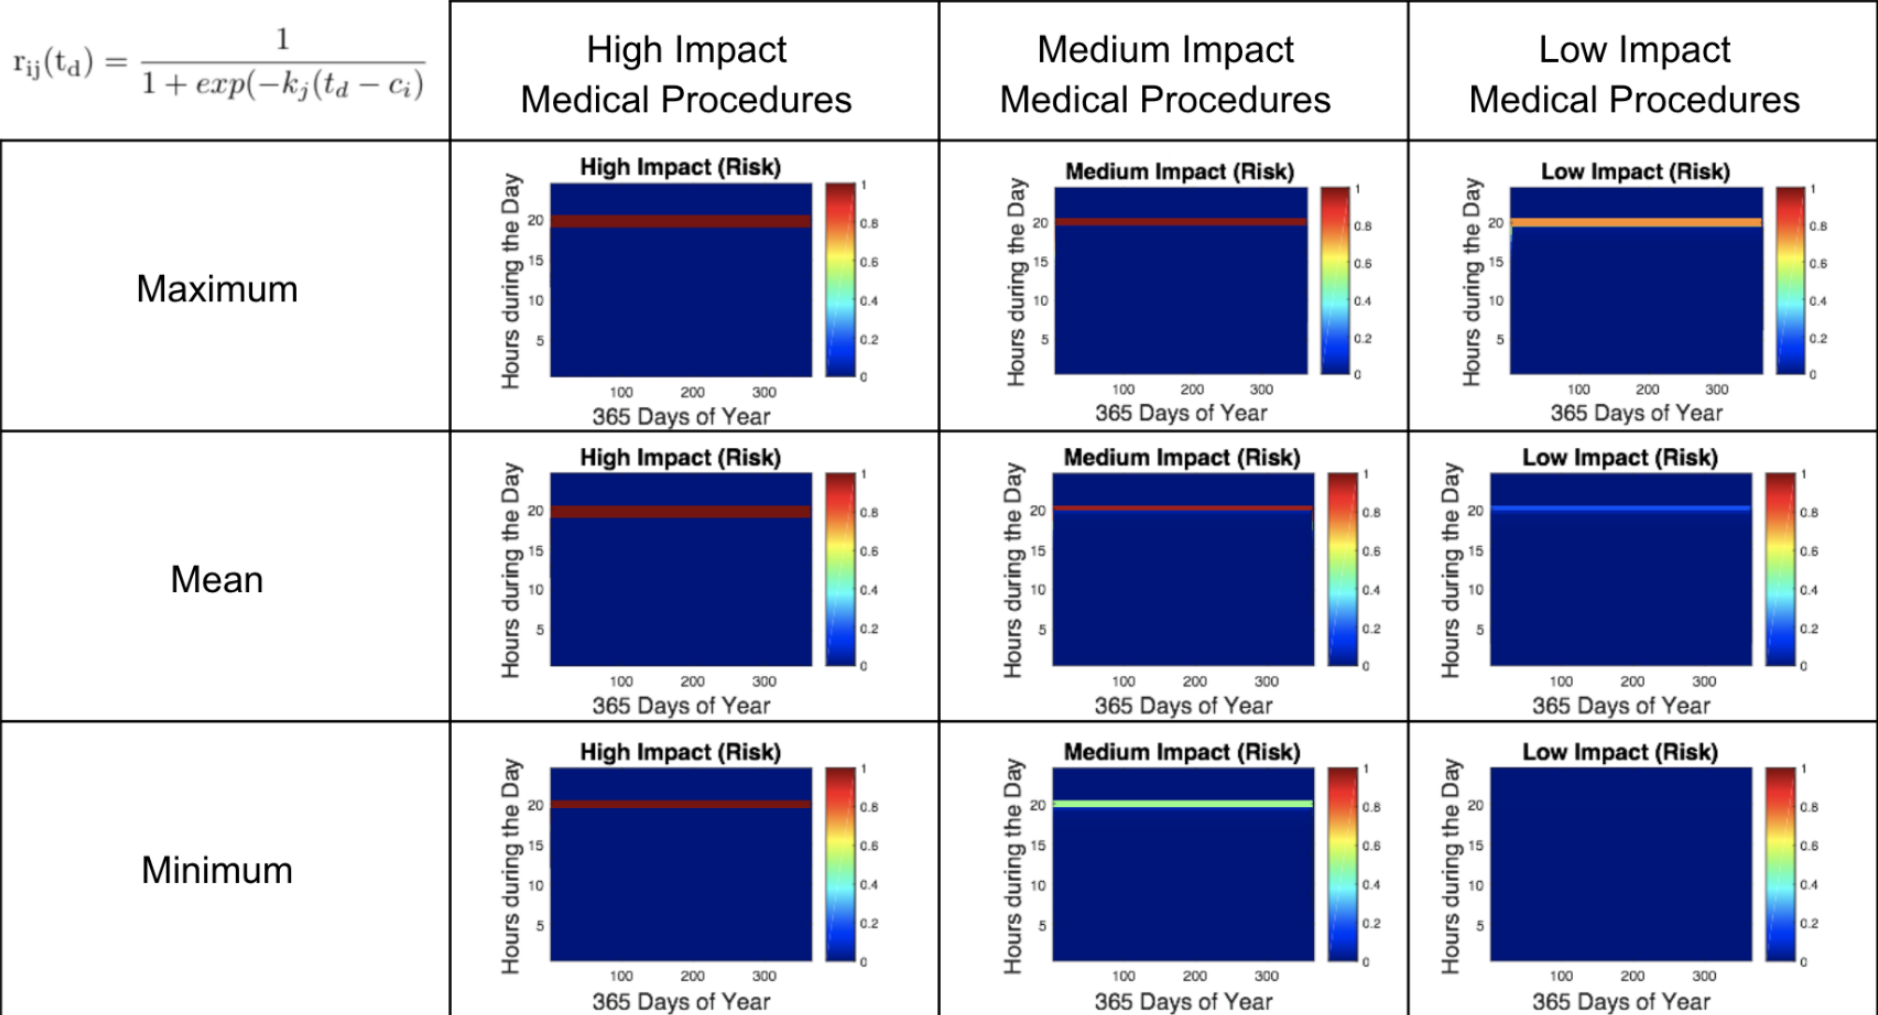 r_ij(t_d) = 1 / 1 + exp(−k_j(t_d − c_i)
High Impact
Medical Procedures
Medium Impact
Medical Procedures
Low Impact
Medical Procedures
Maximum
High Impact (Risk)
Hours during the Day
20
15
10
5
100 200 300
365 Days of Year
1
0.8
0.6
0.4
0.2
0
Medium Impact (Risk)
Hours during the Day
20
15
10
5
100 200 300
365 Days of Year
1
0.8
0.6
0.4
0.2
0
Low Impact (Risk)
Hours during the Day
20
15
10
5
100 200 300
365 Days of Year
1
0.8
0.6
0.4
0.2
0
Mean
High Impact (Risk)
Hours during the Day
20
15
10
5
100 200 300
365 Days of Year
1
0.8
0.6
0.4
0.2
0
Medium Impact (Risk)
Hours during the Day
20
15
10
5
100 200 300
365 Days of Year
1
0.8
0.6
0.4
0.2
0
Low Impact (Risk)
Hours during the Day
20
15
10
5
100 200 300
365 Days of Year
1
0.8
0.6
0.4
0.2
0
Minimum
High Impact (Risk)
Hours during the Day
20
15
10
5
100 200 300
365 Days of Year
1
0.8
0.6
0.4
0.2
0
Medium Impact (Risk)
Hours during the Day
20
15
10
5
100 200 300
365 Days of Year
1
0.8
0.6
0.4
0.2
0
Low Impact (Risk)
Hours during the Day
20
15
10
5
100 200 300
365 Days of Year
1
0.8
0.6
0.4
0.2
0